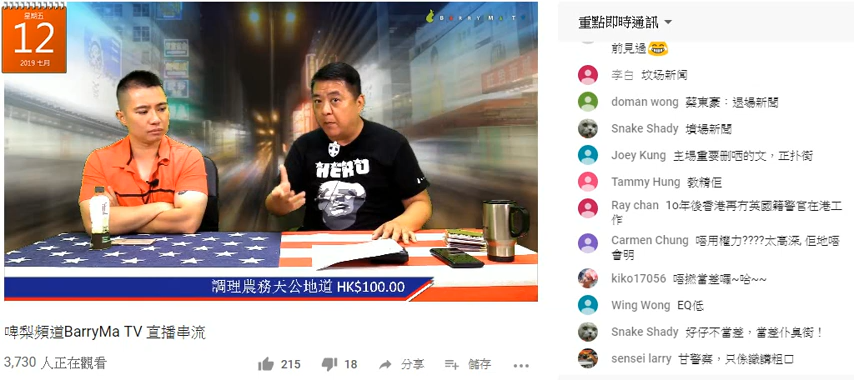 星期五
12
2019 七月
BARRYMA TV
HERO
調理農務天公地道 HK$100.00
啤梨頻道BarryMa TV 直播串流
3,730 人正在觀看
215
18
分享
儲存
重點即時通訊
前見過😂
李白 坟场新闻
doman wong 蔡東豪：退場新聞
Snake Shady 墳場新聞
Joey Kung 主場重要刪哂的文，正扑街
Tammy Hung 教精佢
Ray chan 1o年後香港再冇英國籍警官在港工
作
Carmen Chung 唔用權力????太高深, 佢地唔
會明
kiko17056 唔撚當差囉~哈~~
Wing Wong EQ低
Snake Shady 好仔不當差，當差仆臭街！
sensei larry 甘警察，只係識講粗口